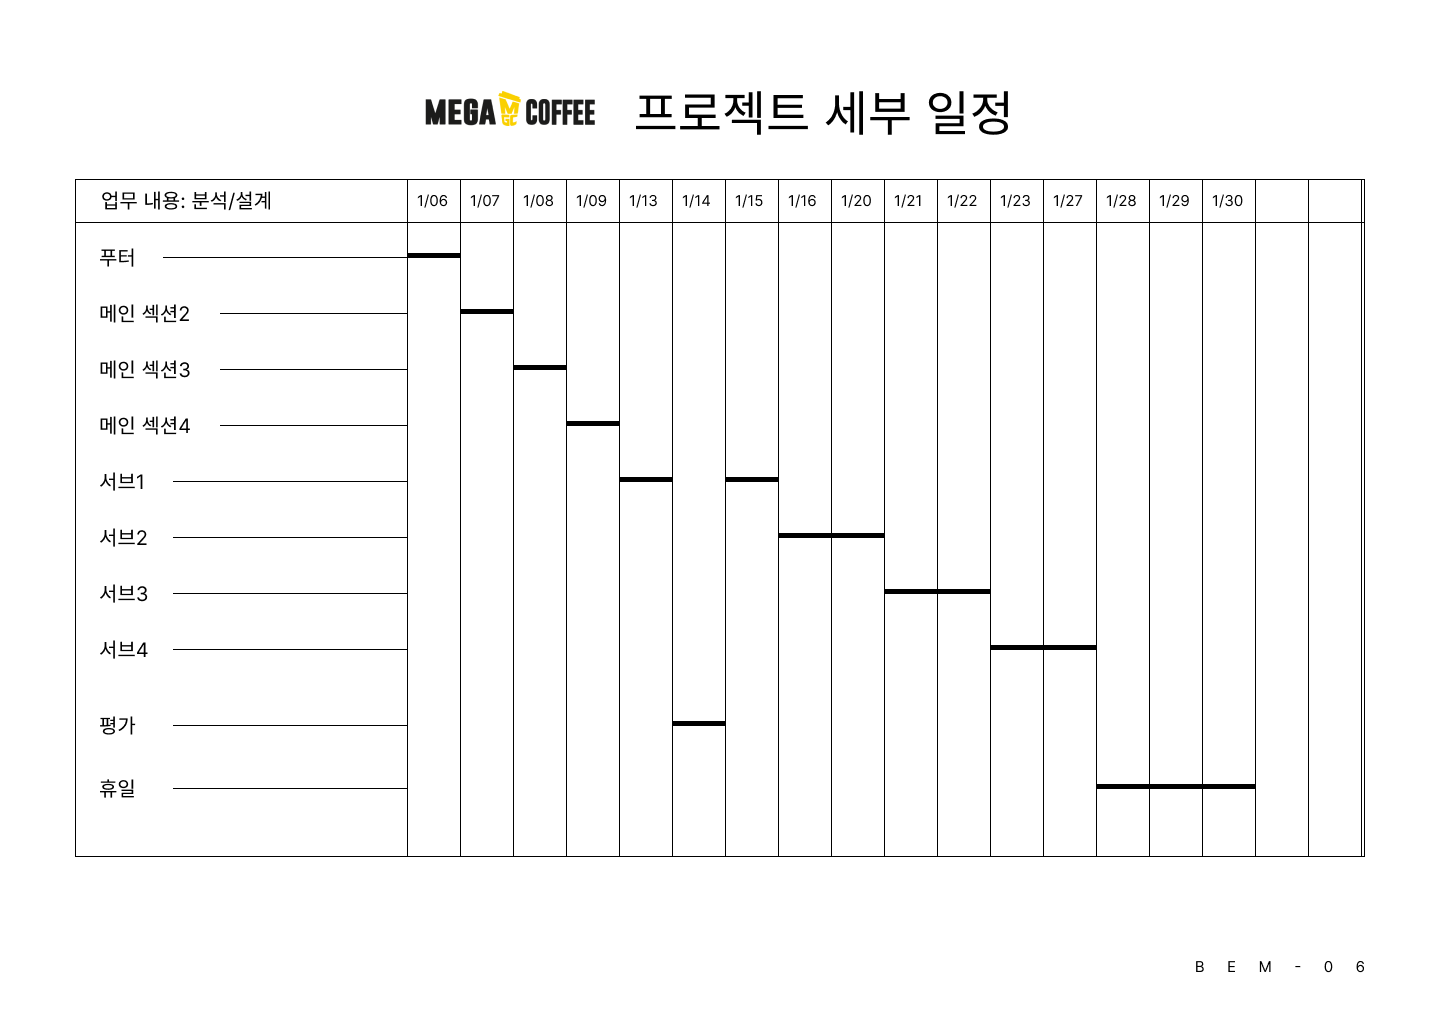 MEGA MGC COFFEE 프로젝트 세부 일정
업무 내용: 분석/설계 1/06 1/07 1/08 1/09 1/13 1/14 1/15 1/16 1/20 1/21 1/22 1/23 1/27 1/28 1/29 1/30
푸터
메인 섹션2
메인 섹션3
메인 섹션4
서브1
서브2
서브3
서브4
평가
휴일
B E M - 0 6